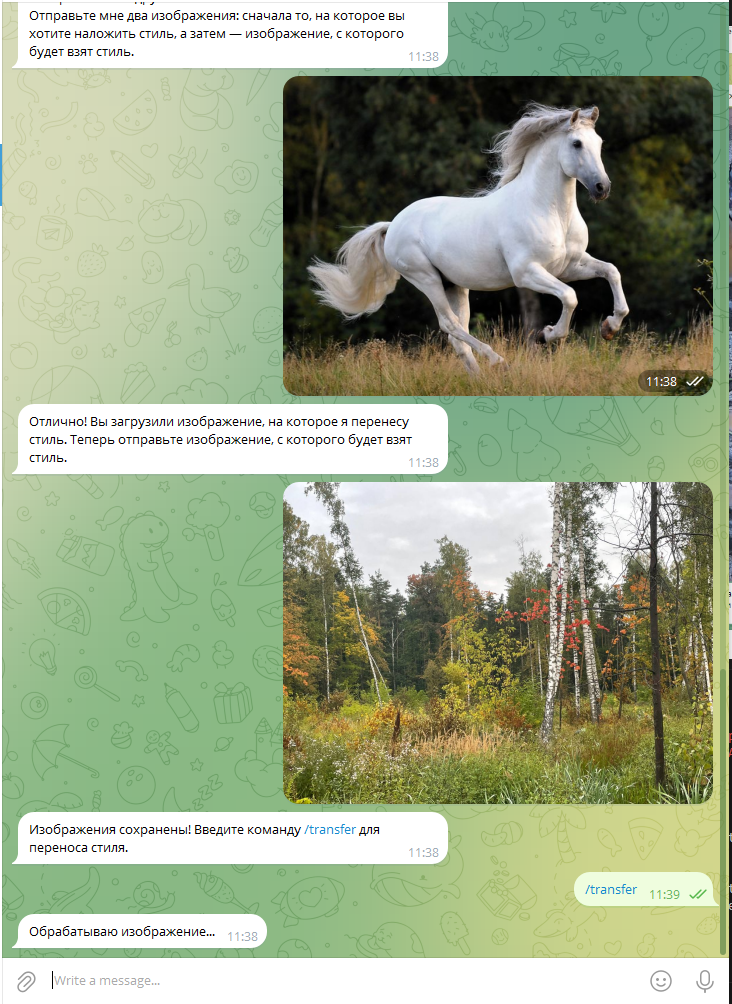 Отправьте мне два изображения: сначала то, на которое вы
хотите наложить стиль, а затем — изображение, с которого
будет взят стиль.
11:38
11:38
Отлично! Вы загрузили изображение, на которое я перенесу
стиль. Теперь отправьте изображение, с которого будет взят
стиль.
11:38
Изображения сохранены! Введите команду /transfer для
переноса стиля.
11:38
/transfer 11:39
Обрабатываю изображение... 11:38
Write a message...